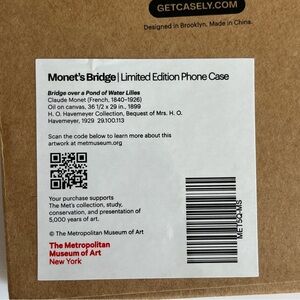 GETCASELY.COM
Designed in Brooklyn. Made in China.
Monet's Bridge | Limited Edition Phone Case
Bridge over a Pond of Water Lilies
Claude Monet (French, 1840–1926)
Oil on canvas, 36 1/2 x 29 in., 1899
H. O. Havemeyer Collection, Bequest of Mrs. H. O.
Havemeyer, 1929 29.100.113
Scan the code below to learn more about this
artwork at metmuseum.org
Your purchase supports
The Met's collection, study,
conservation, and presentation of
5,000 years of art.
© The Metropolitan Museum of Art
The Metropolitan
Museum of Art
New York
METSQ-MS